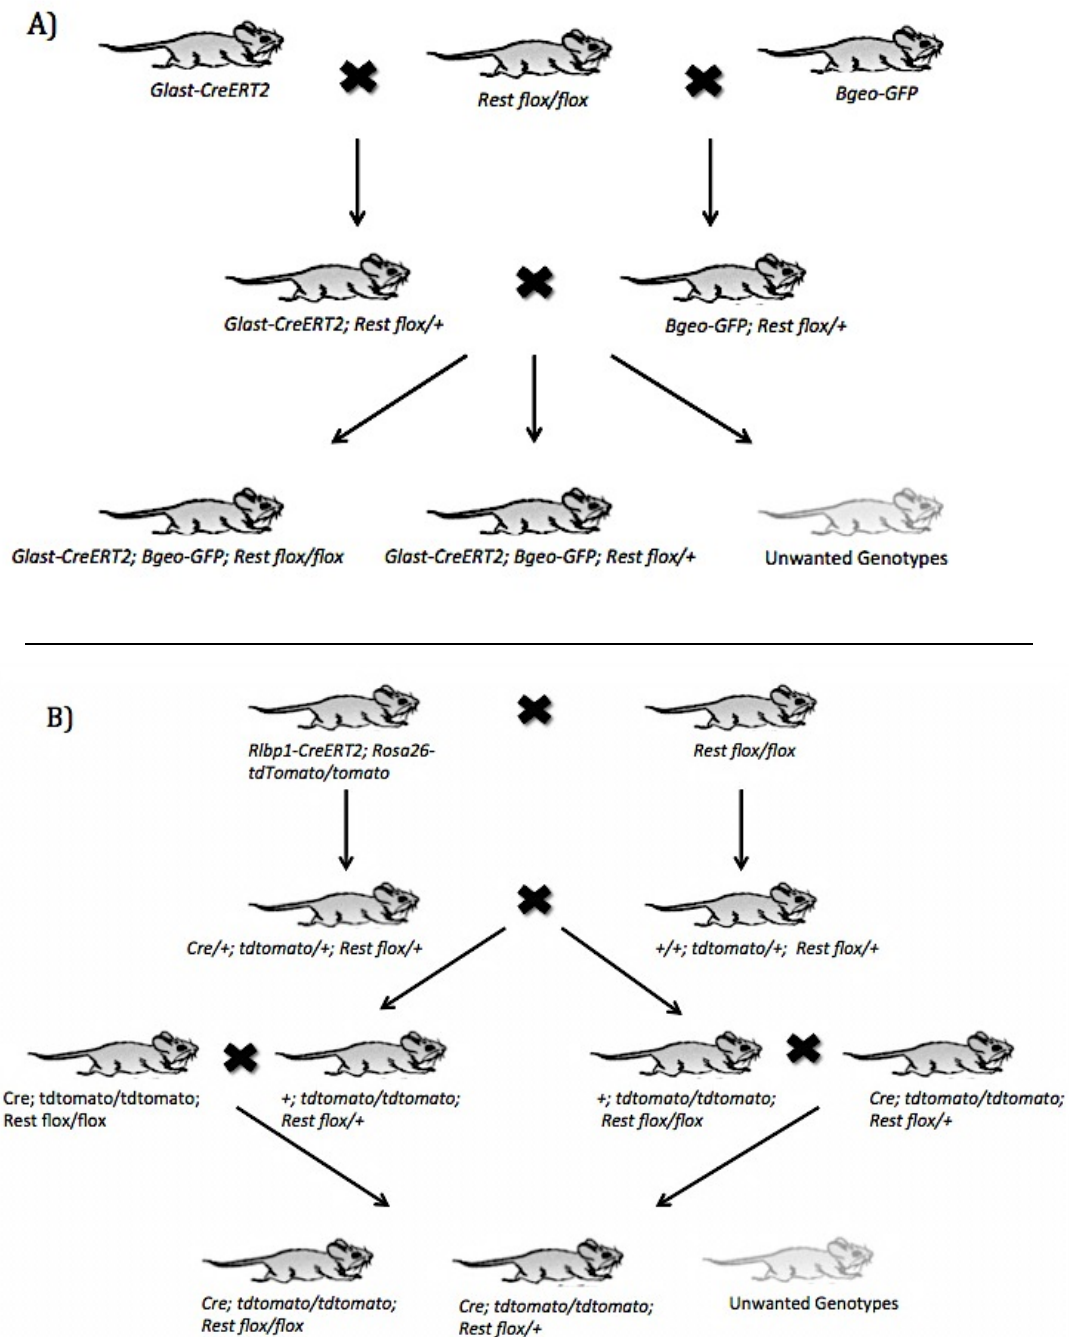 A)
Glast-CreERT2
Rest flox/flox
Bgeo-GFP
Glast-CreERT2; Rest flox/+
Bgeo-GFP; Rest flox/+
Glast-CreERT2; Bgeo-GFP; Rest flox/flox
Glast-CreERT2; Bgeo-GFP; Rest flox/+
Unwanted Genotypes
B)
Rlbp1-CreERT2; Rosa26-
tdTomato/tomato
Rest flox/flox
Cre/+; tdtomato/+; Rest flox/+
+/+; tdtomato/+; Rest flox/+
Cre; tdtomato/tdtomato;
Rest flox/flox
+; tdtomato/tdtomato;
Rest flox/+
+; tdtomato/tdtomato;
Rest flox/flox
Cre; tdtomato/tdtomato;
Rest flox/+
Cre; tdtomato/tdtomato;
Rest flox/flox
Cre; tdtomato/tdtomato;
Rest flox/+
Unwanted Genotypes